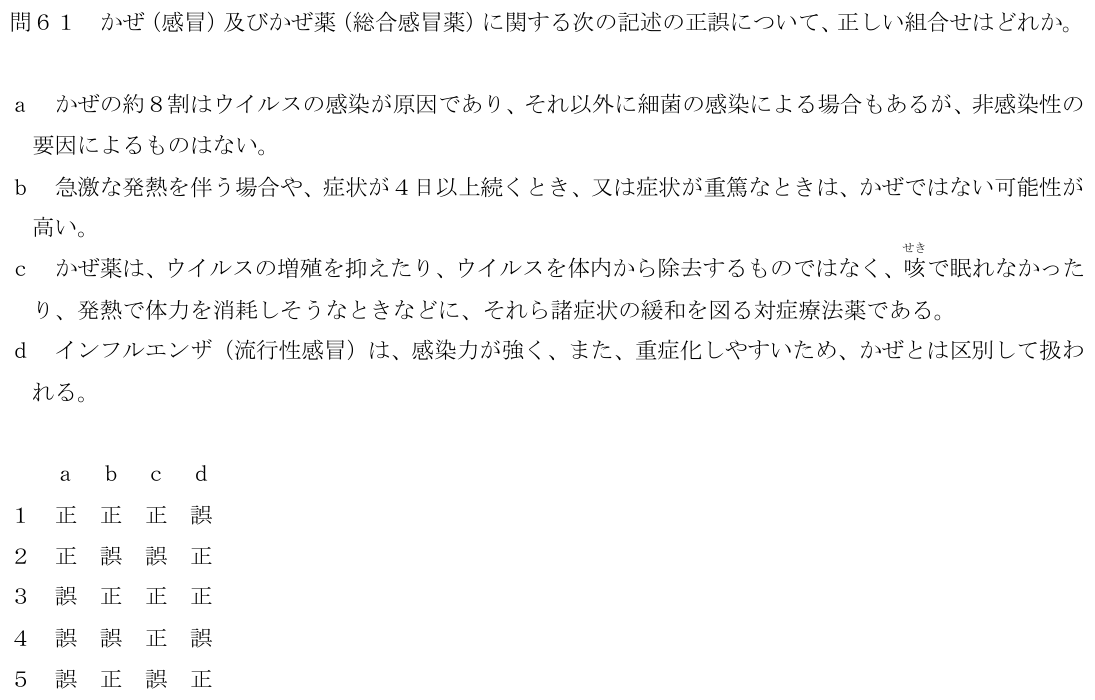 問６１　かぜ（感冒）及びかぜ薬（総合感冒薬）に関する次の記述の正誤について、正しい組合せはどれか。
a　かぜの約８割はウイルスの感染が原因であり、それ以外に細菌の感染による場合もあるが、非感染性の
要因によるものはない。
b　急激な発熱を伴う場合や、症状が４日以上続くとき、又は症状が重篤なときは、かぜではない可能性が
高い。
せき
c　かぜ薬は、ウイルスの増殖を抑えたり、ウイルスを体内から除去するものではなく、咳で眠れなかった
り、発熱で体力を消耗しそうなときなどに、それら諸症状の緩和を図る対症療法薬である。
d　インフルエンザ（流行性感冒）は、感染力が強く、また、重症化しやすいため、かぜとは区別して扱わ
れる。
a　b　c　d
１　正　正　正　誤
２　正　誤　誤　正
３　誤　正　正　正
４　誤　誤　正　誤
５　誤　正　誤　正